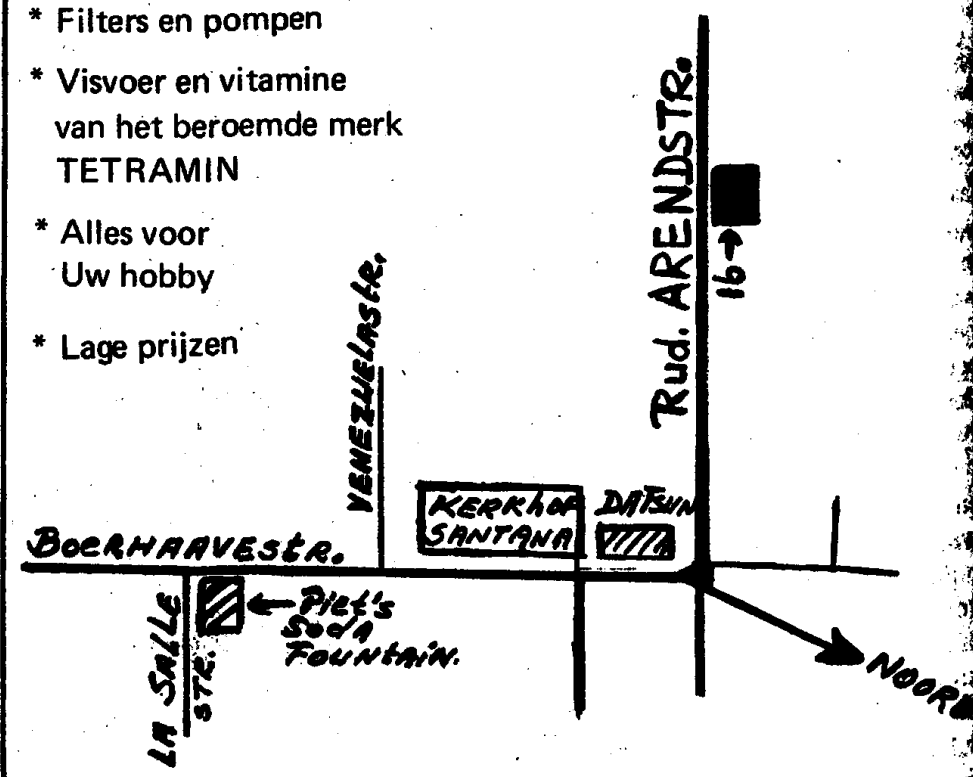 * Filters en pompen
* Visvoer en vitamine
van het beroemde merk
TETRAMIN
* Alles voor
Uw hobby
* Lage prijzen
Rud. ARENDSTR.
16
VENEZUELASTR.
KERKhOF
SANTANA
DATSUN
BOERHAAVESTR.
Piet's
SodA
FOUNTAIN.
LA SALLE
STR.